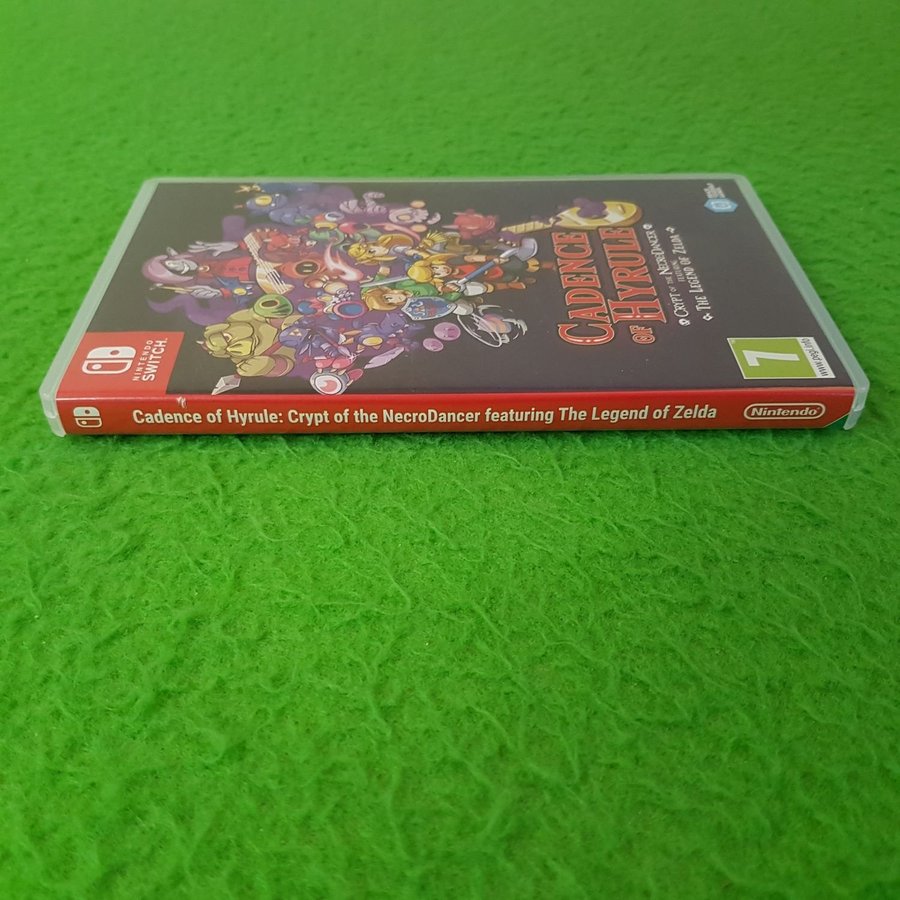 NINTENDO
SWITCH
CADENCE
OF HYRULE
CRYPT OF THE NECRODANCER
FEATURING
THE LEGEND OF ZELDA
7
www.pegi.info
Cadence of Hyrule: Crypt of the NecroDancer featuring The Legend of Zelda
Nintendo